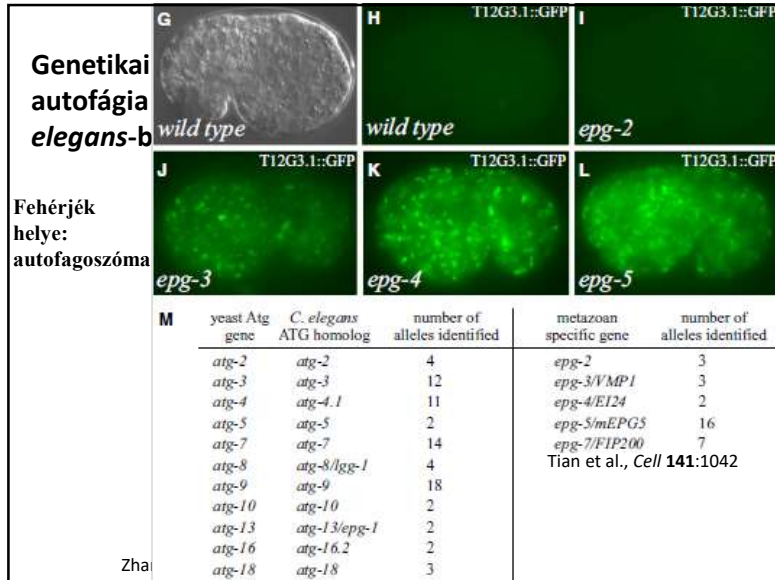 Genetikai
autofágia
elegans-b
Fehérjék
helye:
autofagoszóma
G
wild type
H
T12G3.1::GFP
wild type
I
T12G3.1::GFP
epg-2
J
T12G3.1::GFP
epg-3
K
T12G3.1::GFP
epg-4
L
T12G3.1::GFP
epg-5
M
yeast Atg gene C. elegans ATG homolog number of alleles identified
atg-2 atg-2 4
atg-3 atg-3 12
atg-4 atg-4.1 11
atg-5 atg-5 2
atg-7 atg-7 14
atg-8 atg-8/lgg-1 4
atg-9 atg-9 18
atg-10 atg-10 2
atg-13 atg-13/epg-1 2
atg-16 atg-16.2 2
atg-18 atg-18 3
metazoan specific gene number of alleles identified
epg-2 3
epg-3/VMP1 3
epg-4/EI24 2
epg-5/mEPG5 16
epg-7/FIP200 7
Tian et al., Cell 141:1042
Zha